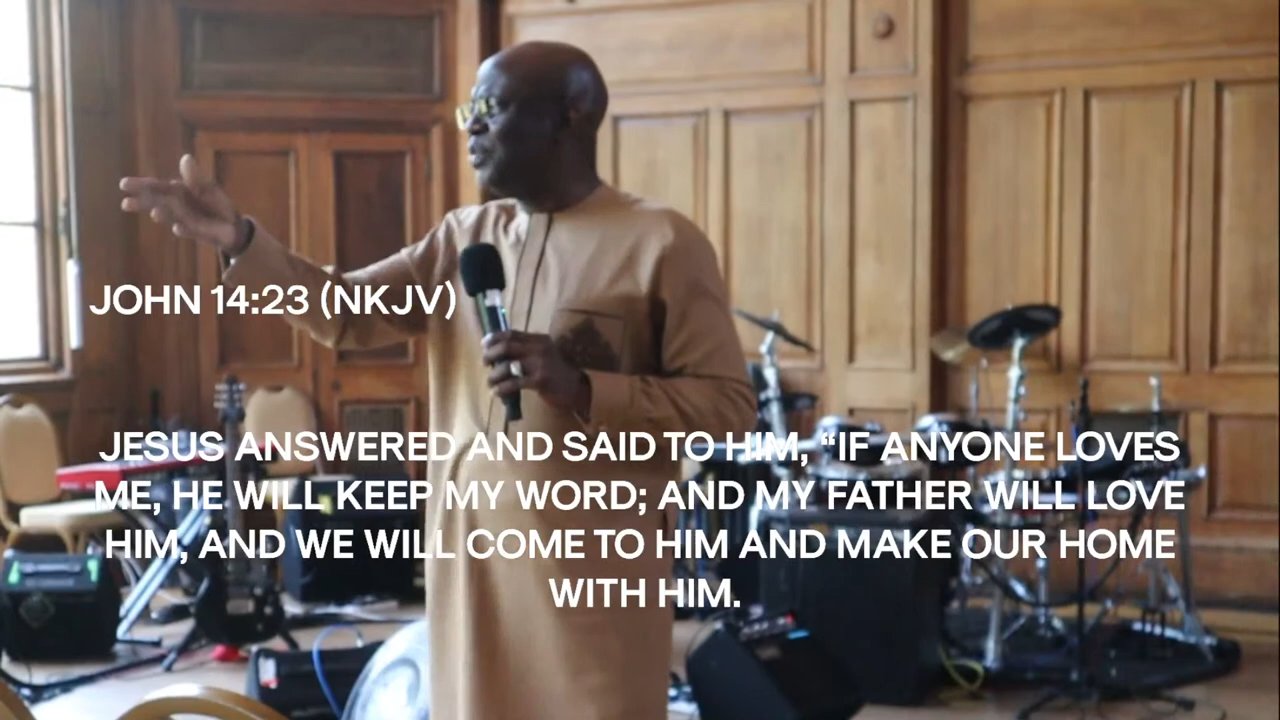 JOHN 14:23 (NKJV)
JESUS ANSWERED AND SAID TO HIM, “IF ANYONE LOVES
ME, HE WILL KEEP MY WORD; AND MY FATHER WILL LOVE
HIM, AND WE WILL COME TO HIM AND MAKE OUR HOME
WITH HIM.